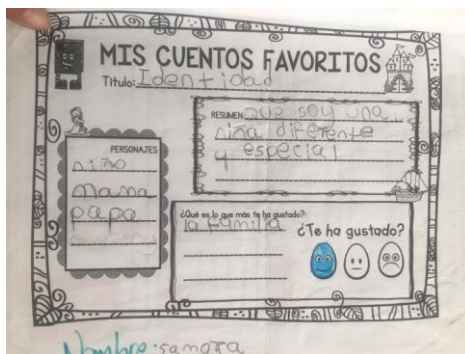 MIS CUENTOS FAVORITOS
Titulo: Identidad
RESUMEN: que soy una
niña diferente
y especial
PERSONAJES
niño
mama
papa
¿Qué es lo que más te ha gustado?
la familia
¿Te ha gustado?
Nombre: samara